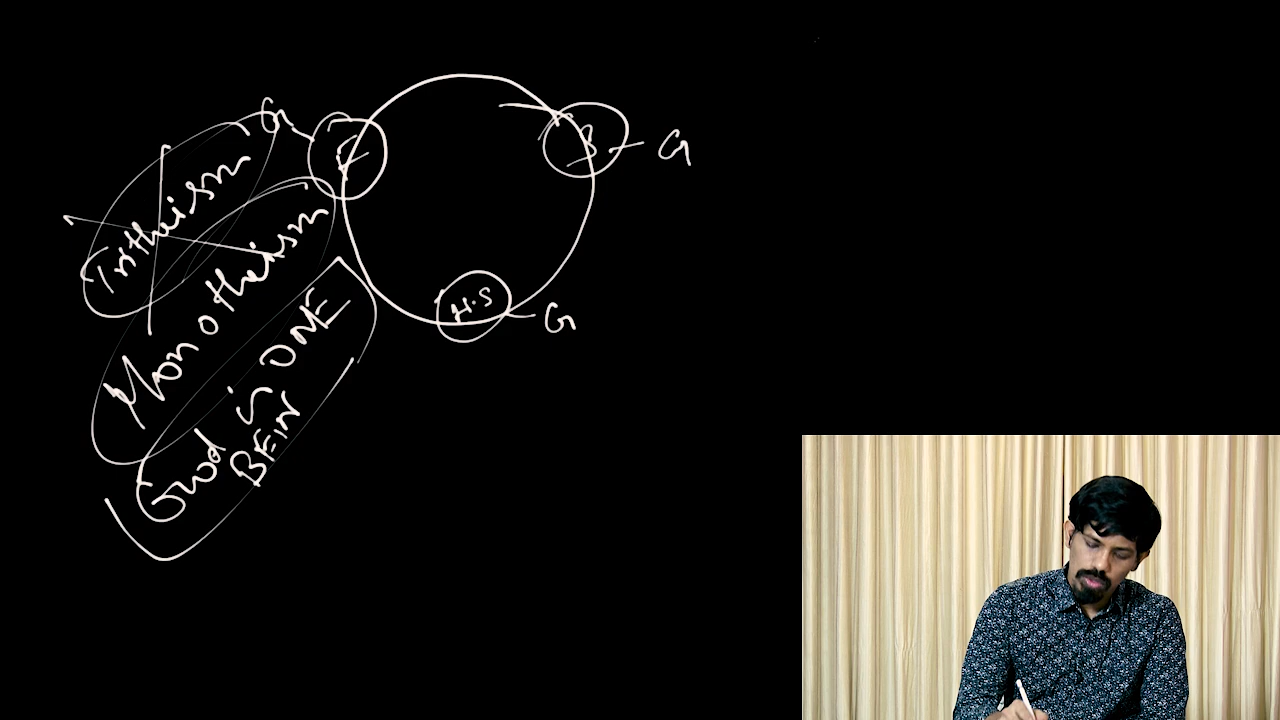 G
G
H.S
G
Tritheism
Monotheism
God is ONE
BEIN